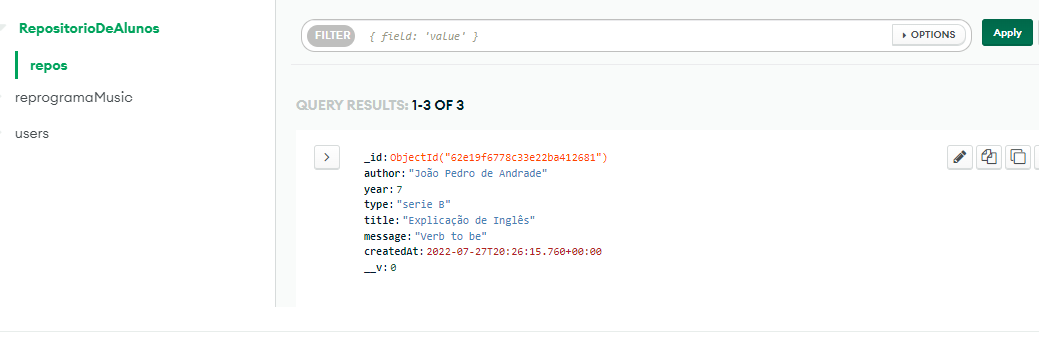 RepositorioDeAlunos
repos
reprogramaMusic
users
FILTER { field: 'value' } OPTIONS Apply
QUERY RESULTS: 1-3 OF 3
_id: ObjectId("62e19f6778c33e22ba412681")
author: "João Pedro de Andrade"
year: 7
type: "serie B"
title: "Explicação de Inglês"
message: "Verb to be"
createdAt: 2022-07-27T20:26:15.760+00:00
__v: 0